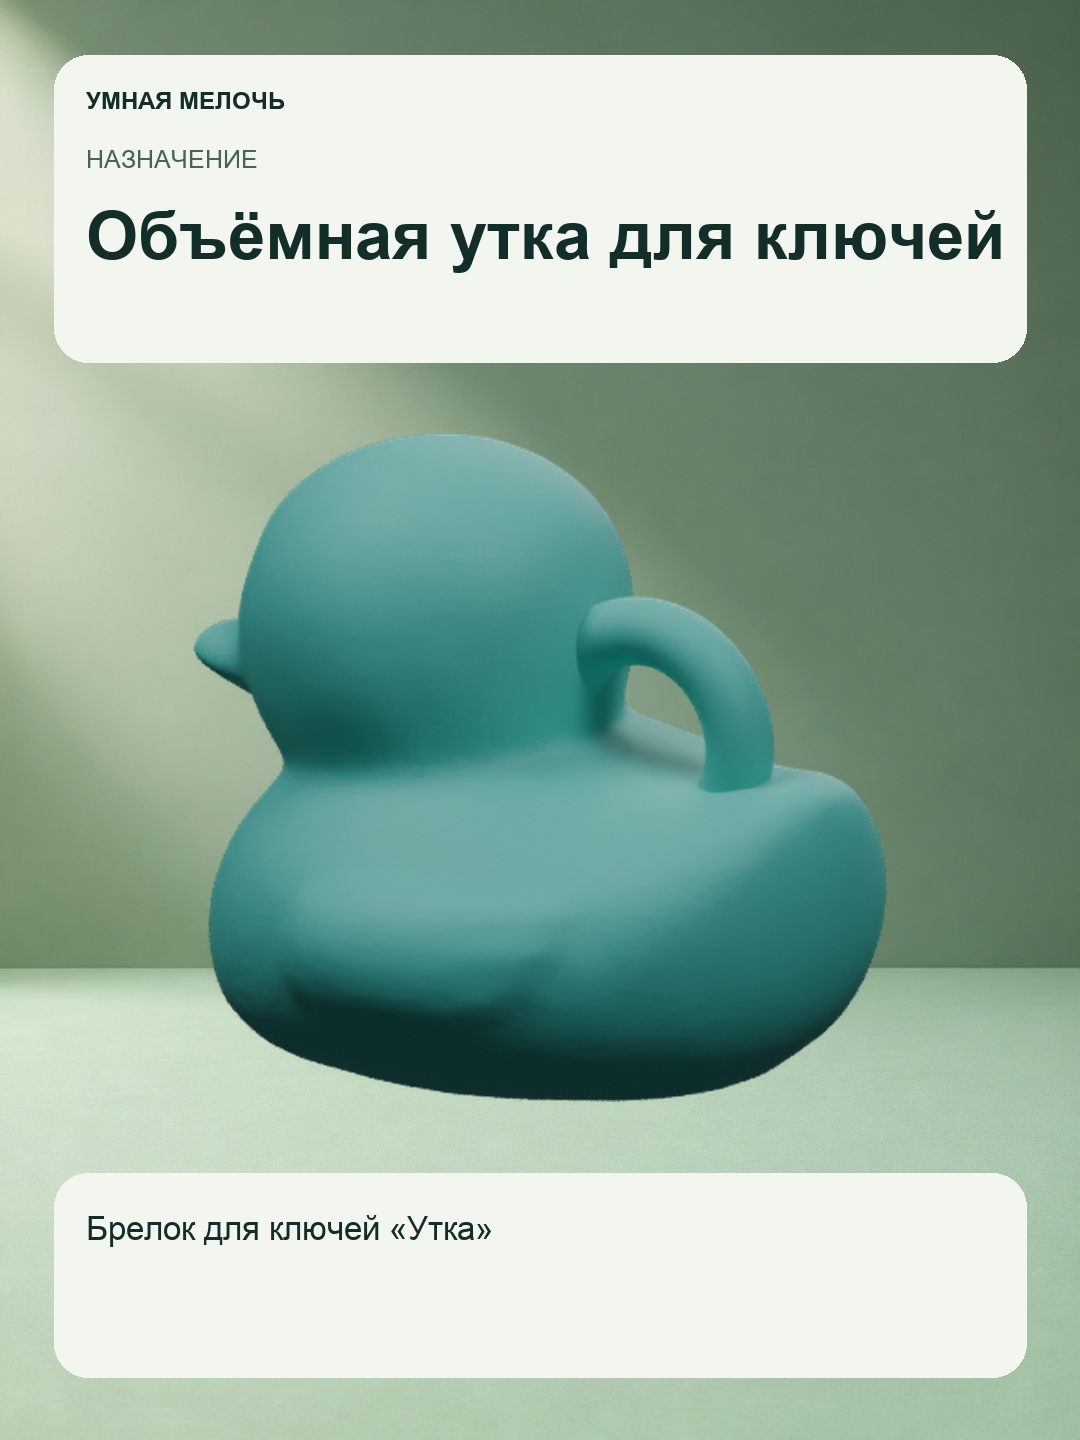 УМНАЯ МЕЛОЧЬ
НАЗНАЧЕНИЕ
Объёмная утка для ключей
Брелок для ключей «Утка»